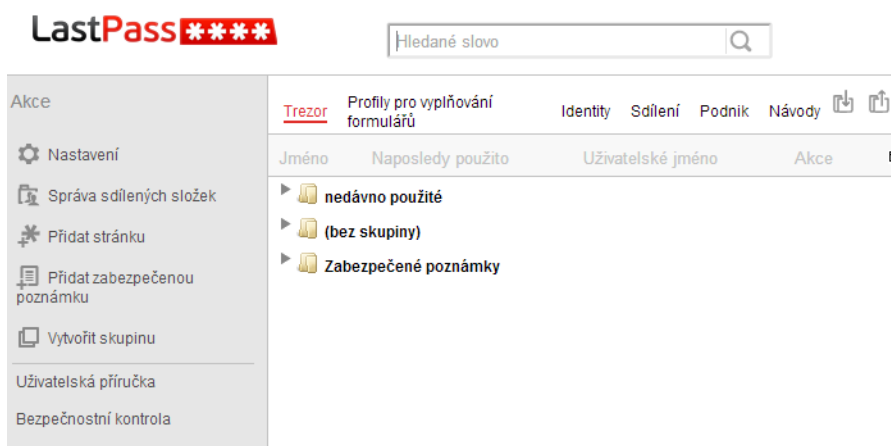 LastPass ****
Hledané slovo
Akce
Nastavení
Správa sdílených složek
Přidat stránku
Přidat zabezpečenou
poznámku
Vytvořit skupinu
Uživatelská příručka
Bezpečnostní kontrola
Trezor
Profily pro vyplňování
formulářů
Identity
Sdílení
Podnik
Návody
Jméno
Naposledy použito
Uživatelské jméno
Akce
nedávno použité
(bez skupiny)
Zabezpečené poznámky